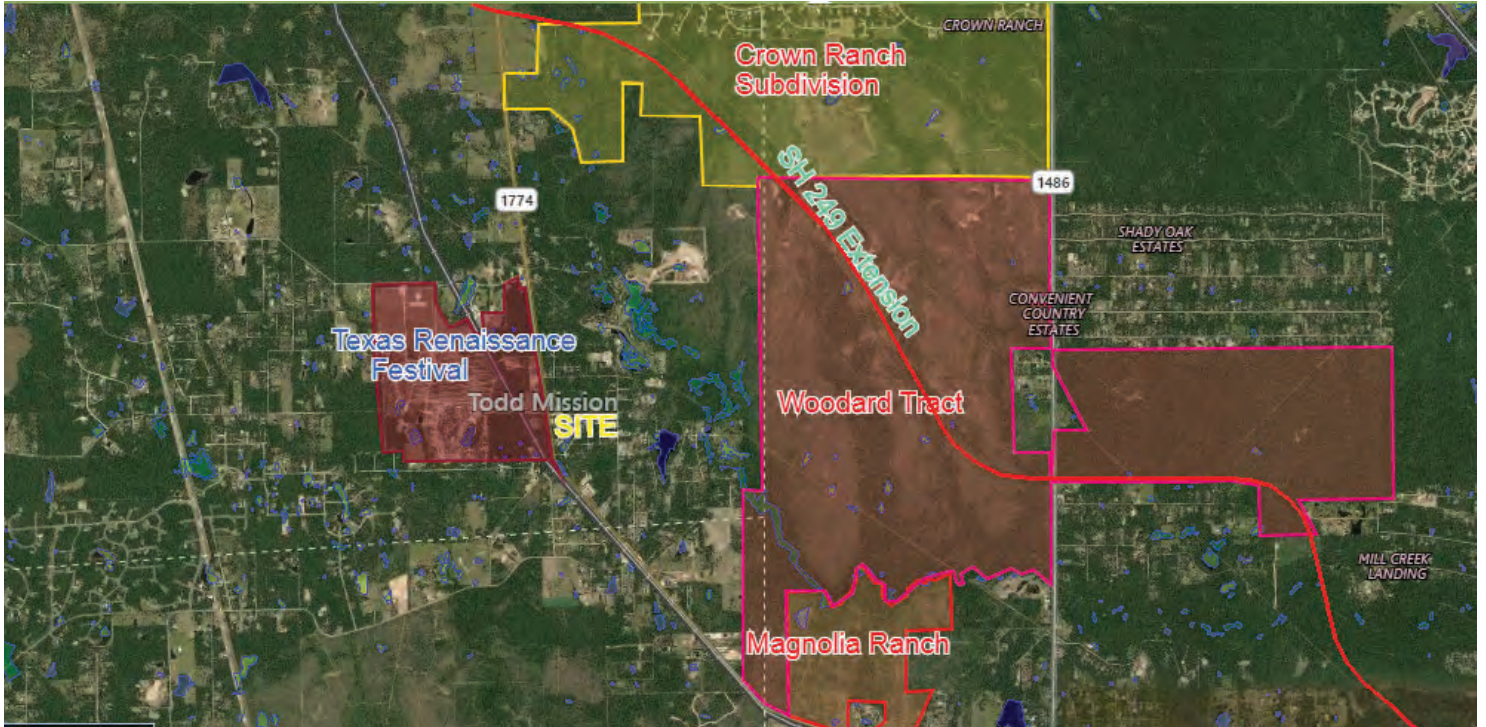 CROWN RANCH
Crown Ranch
Subdivision
SH 249 Extension
1486
1774
SHADY OAK
ESTATES
CONVENIENT
COUNTRY
ESTATES
Texas Renaissance
Festival
Todd Mission
SITE
Woodard Tract
MILL CREEK
LANDING
Magnolia Ranch